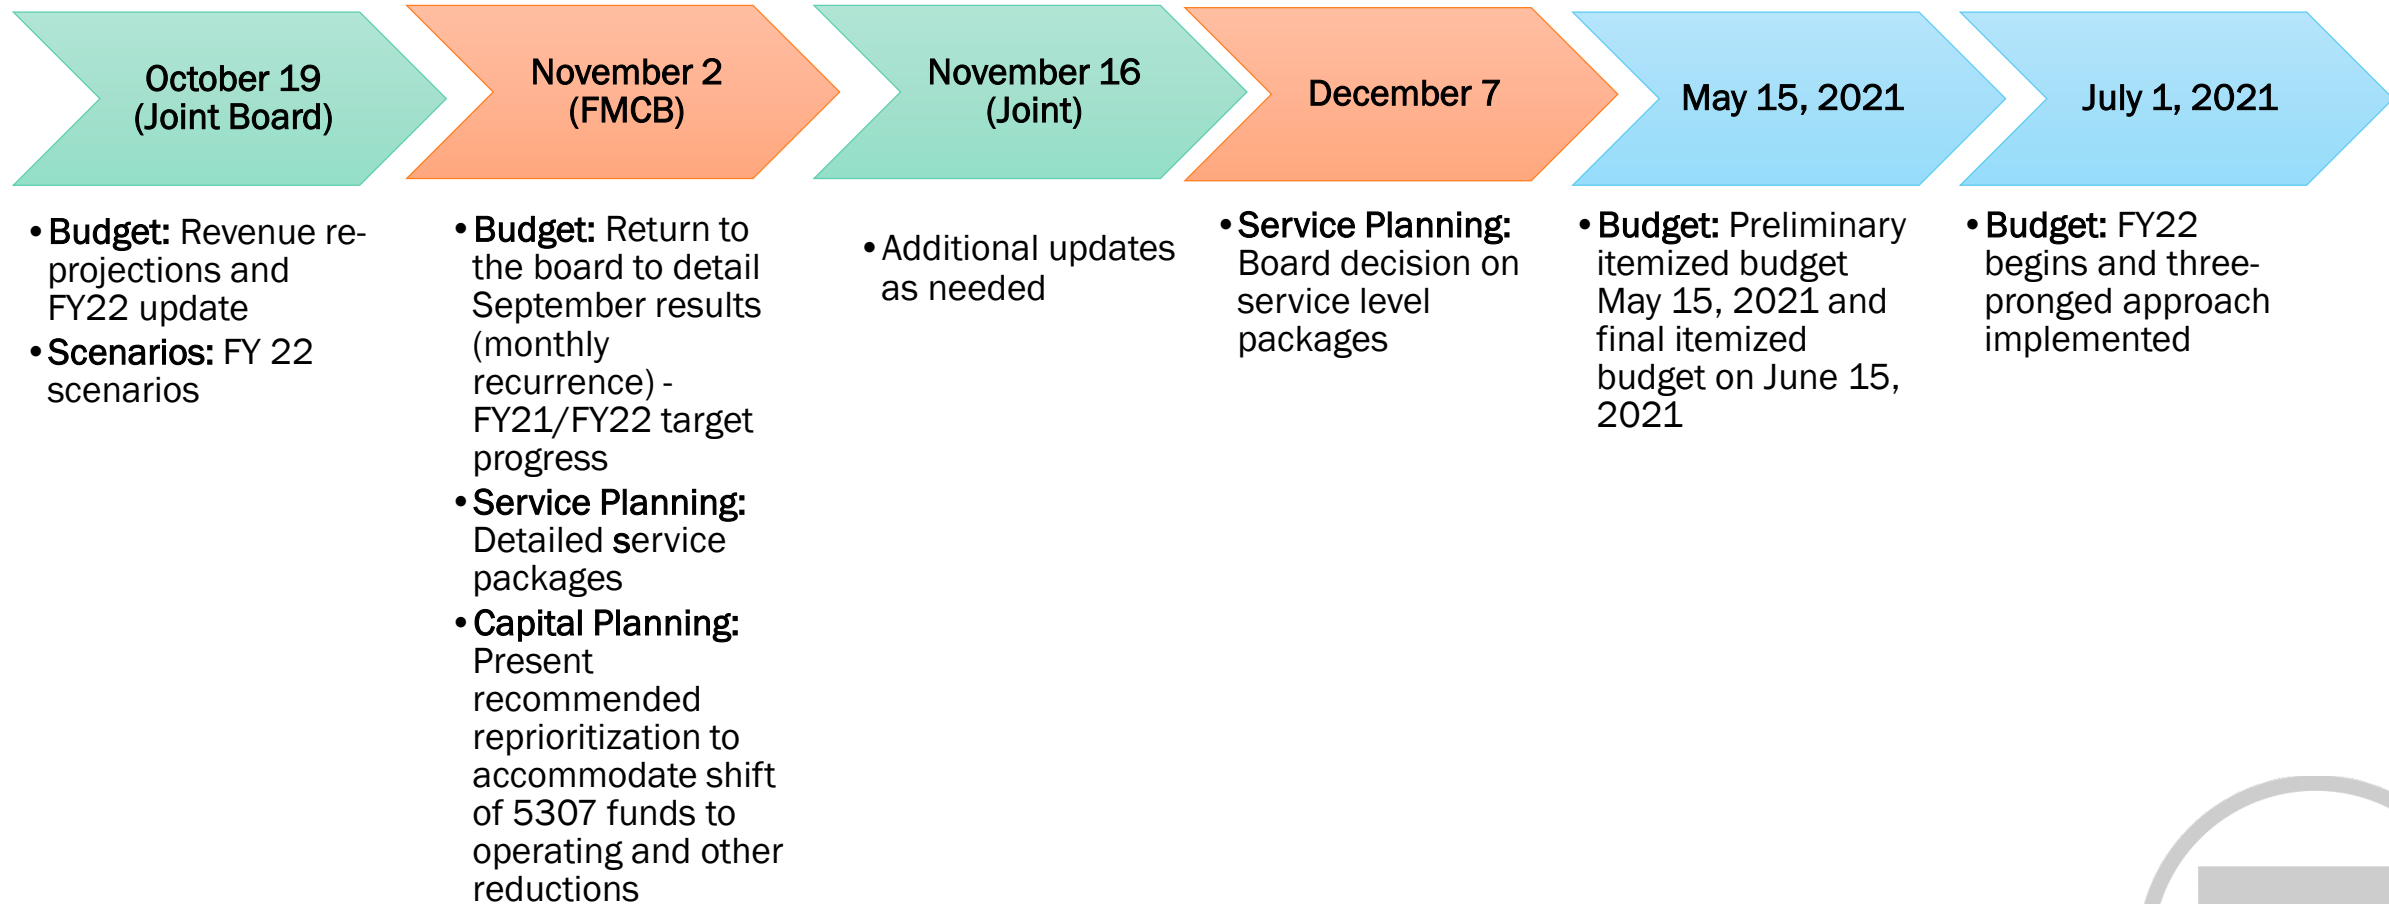 October 19
(Joint Board)
November 2
(FMCB)
November 16
(Joint)
December 7
May 15, 2021
July 1, 2021
•Budget: Revenue re-
projections and
FY22 update
•Scenarios: FY 22
scenarios
•Budget: Return to
the board to detail
September results
(monthly
recurrence) -
FY21/FY22 target
progress
•Service Planning:
Detailed service
packages
•Capital Planning:
Present
recommended
reprioritization to
accommodate shift
of 5307 funds to
operating and other
reductions
•Additional updates
as needed
•Service Planning:
Board decision on
service level
packages
•Budget: Preliminary
itemized budget
May 15, 2021 and
final itemized
budget on June 15,
2021
•Budget: FY22
begins and three-
pronged approach
implemented